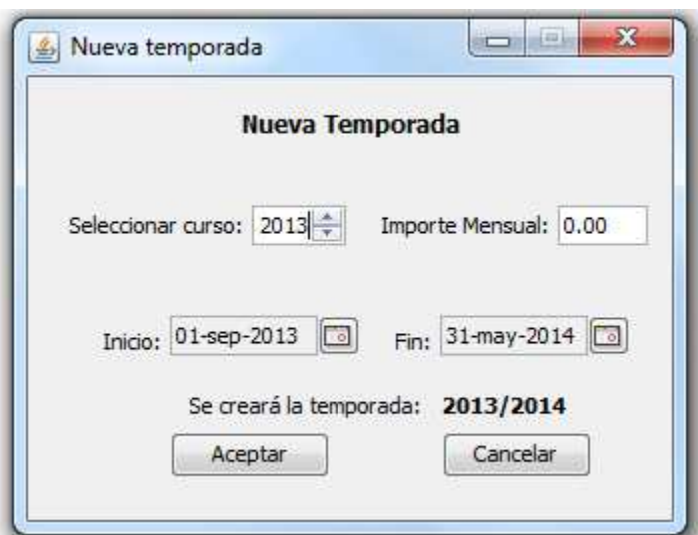 Nueva temporada
Nueva Temporada
Seleccionar curso: 2013 Importe Mensual: 0.00
Inicio: 01-sep-2013 Fin: 31-may-2014
Se creará la temporada: 2013/2014
Aceptar Cancelar